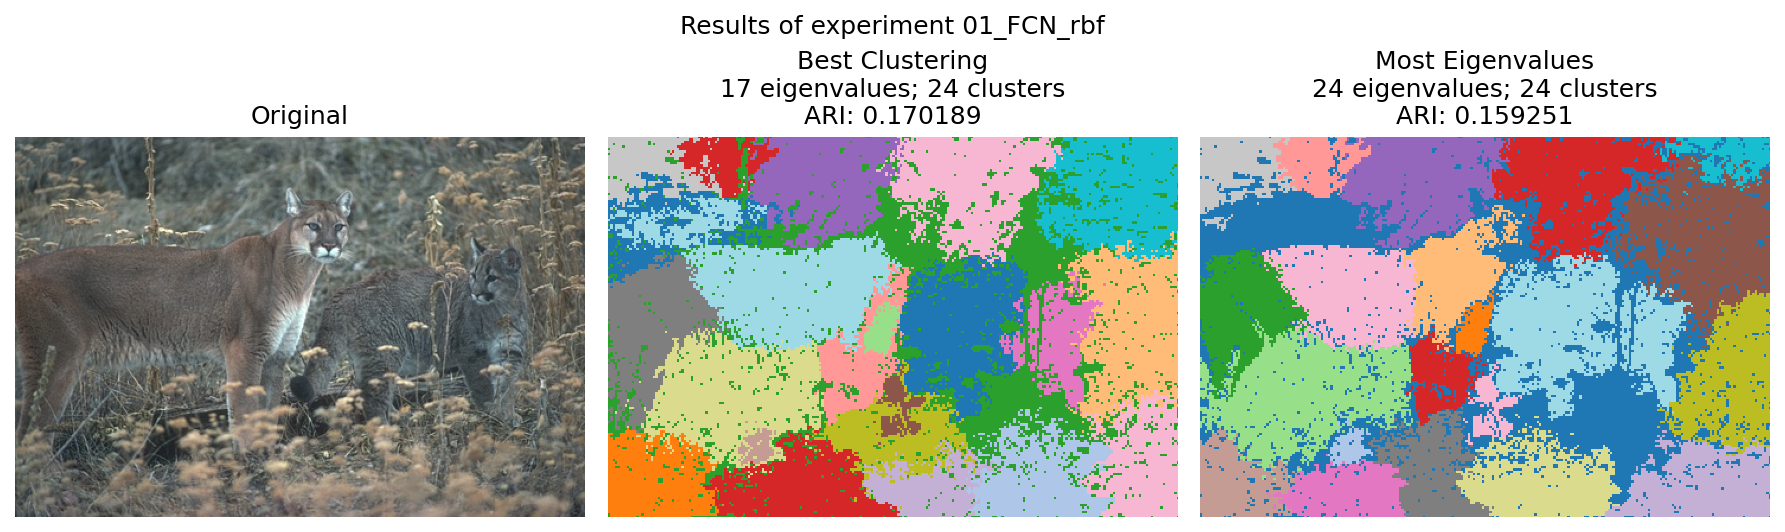 Results of experiment 01_FCN_rbf
Original
Best Clustering
17 eigenvalues; 24 clusters
ARI: 0.170189
Most Eigenvalues
24 eigenvalues; 24 clusters
ARI: 0.159251